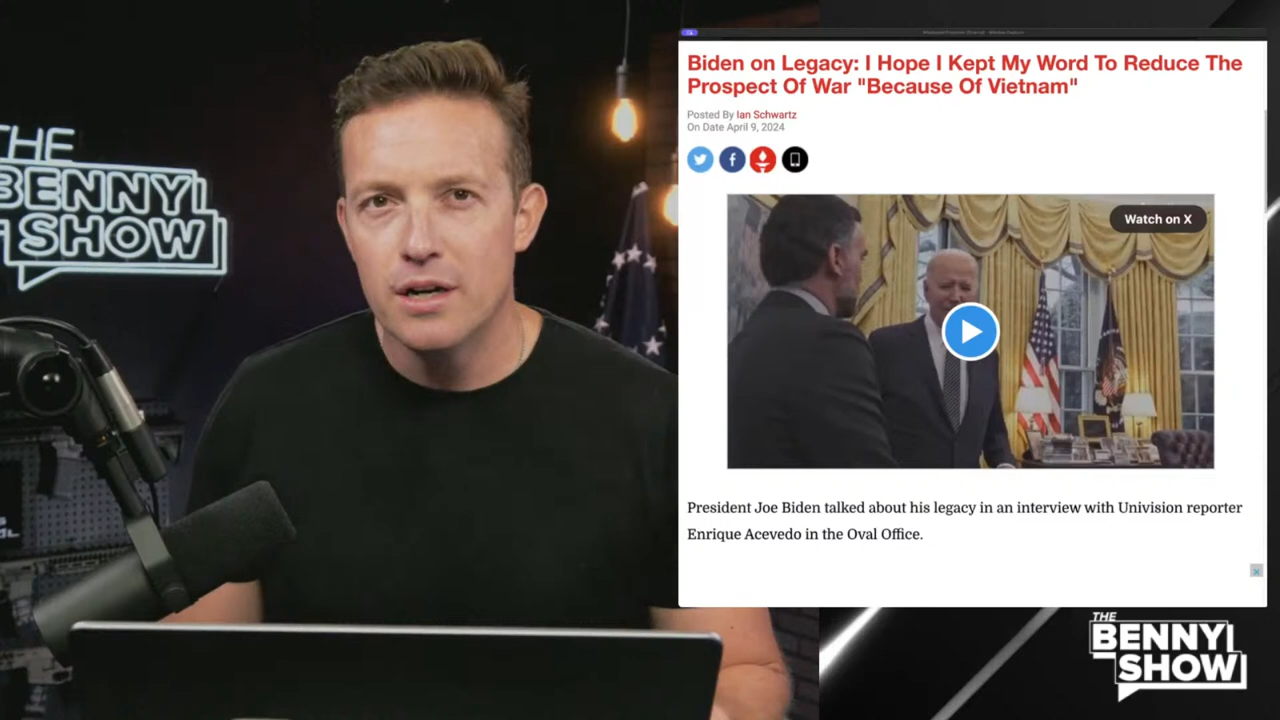 THE
BENNY
SHOW
Biden on Legacy: I Hope I Kept My Word To Reduce The
Prospect Of War "Because Of Vietnam"
Posted By Ian Schwartz
On Date April 9, 2024
Watch on X
President Joe Biden talked about his legacy in an interview with Univision reporter
Enrique Acevedo in the Oval Office.
THE
BENNY
SHOW